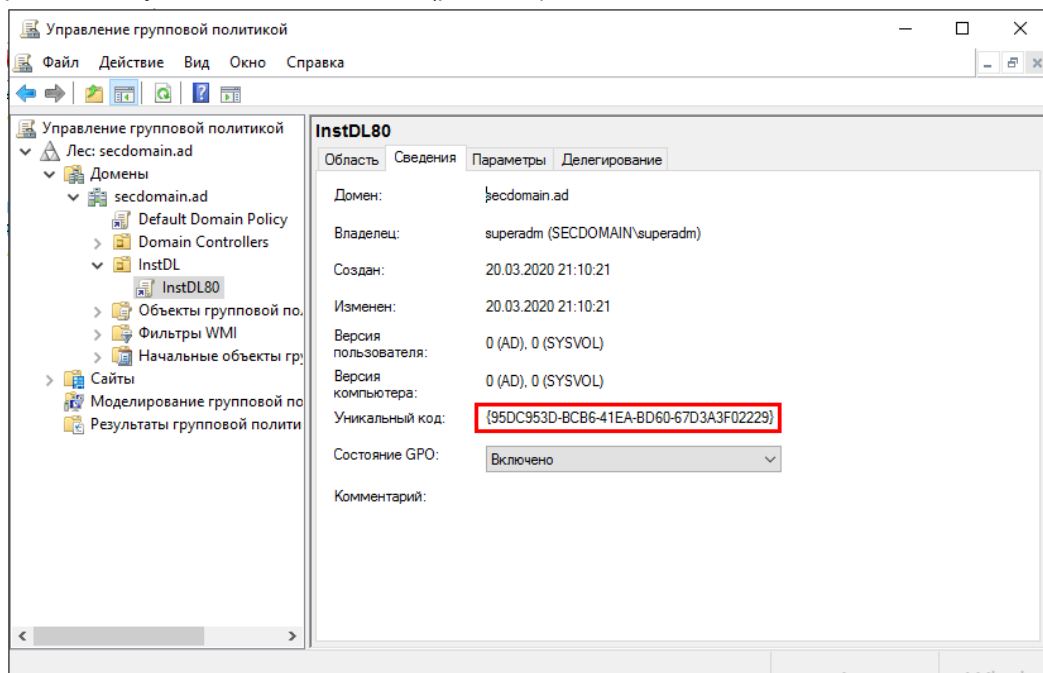 Управление групповой политикой
Файл Действие Вид Окно Справка
Управление групповой политикой
Лес: secdomain.ad
Домены
secdomain.ad
Default Domain Policy
Domain Controllers
InstDL
InstDL80
Объекты групповой по
Фильтры WMI
Начальные объекты гр
Сайты
Моделирование групповой по
Результаты групповой полити
InstDL80
Область Сведения Параметры Делегирование
Домен: secdomain.ad
Владелец: superadm (SECDOMAIN\superadm)
Создан: 20.03.2020 21:10:21
Изменен: 20.03.2020 21:10:21
Версия
пользователя: 0 (AD), 0 (SYSVOL)
Версия
компьютера: 0 (AD), 0 (SYSVOL)
Уникальный код: {95DC953D-BCB6-41EA-BD60-67D3A3F02229}
Состояние GPO: Включено
Комментарий: